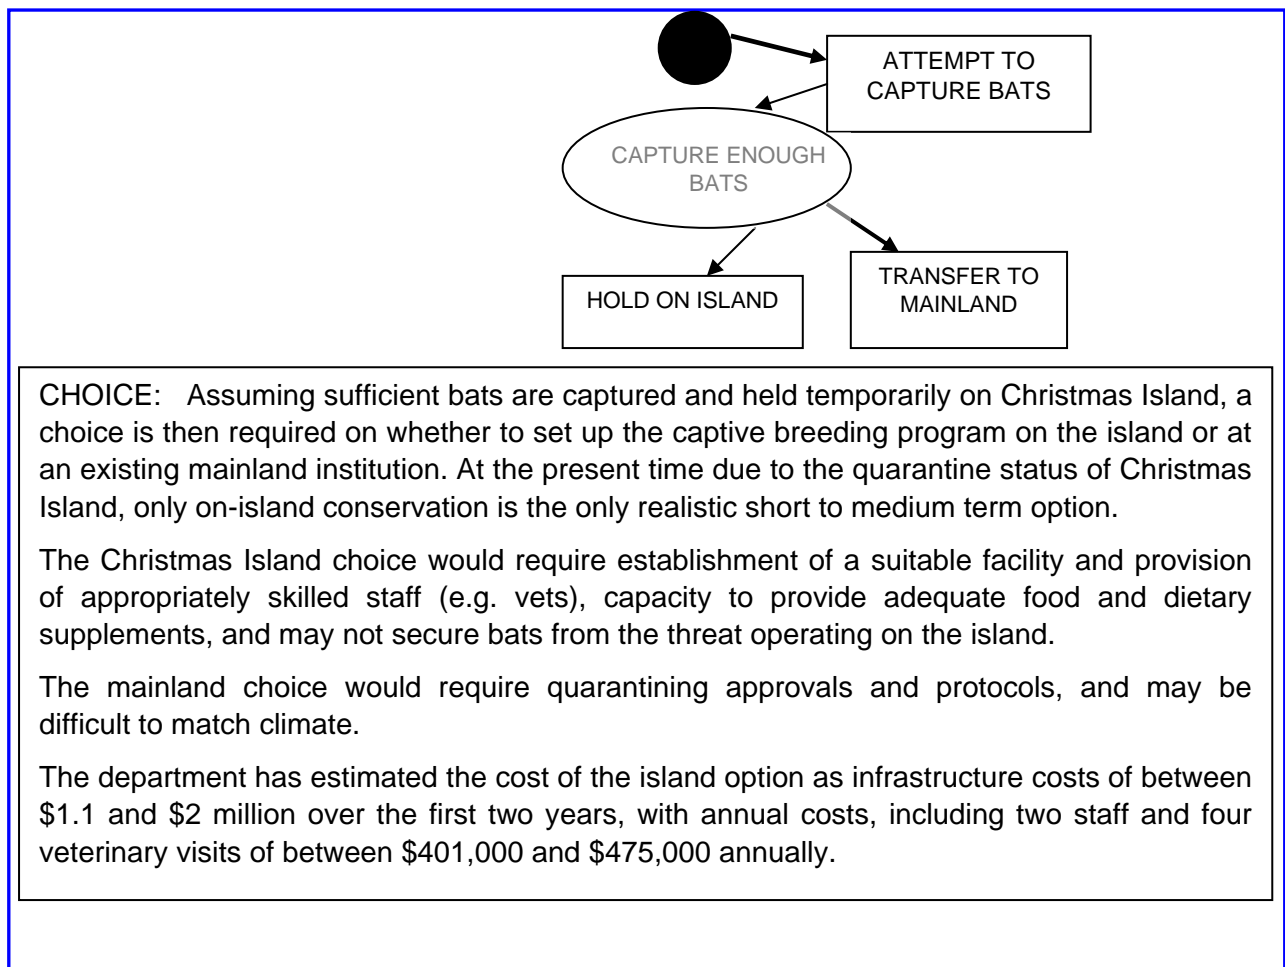 ATTEMPT TO
CAPTURE BATS
CAPTURE ENOUGH
BATS
HOLD ON ISLAND
TRANSFER TO
MAINLAND
CHOICE: Assuming sufficient bats are captured and held temporarily on Christmas Island, a
choice is then required on whether to set up the captive breeding program on the island or at
an existing mainland institution. At the present time due to the quarantine status of Christmas
Island, only on-island conservation is the only realistic short to medium term option.
The Christmas Island choice would require establishment of a suitable facility and provision
of appropriately skilled staff (e.g. vets), capacity to provide adequate food and dietary
supplements, and may not secure bats from the threat operating on the island.
The mainland choice would require quarantining approvals and protocols, and may be
difficult to match climate.
The department has estimated the cost of the island option as infrastructure costs of between
$1.1 and $2 million over the first two years, with annual costs, including two staff and four
veterinary visits of between $401,000 and $475,000 annually.